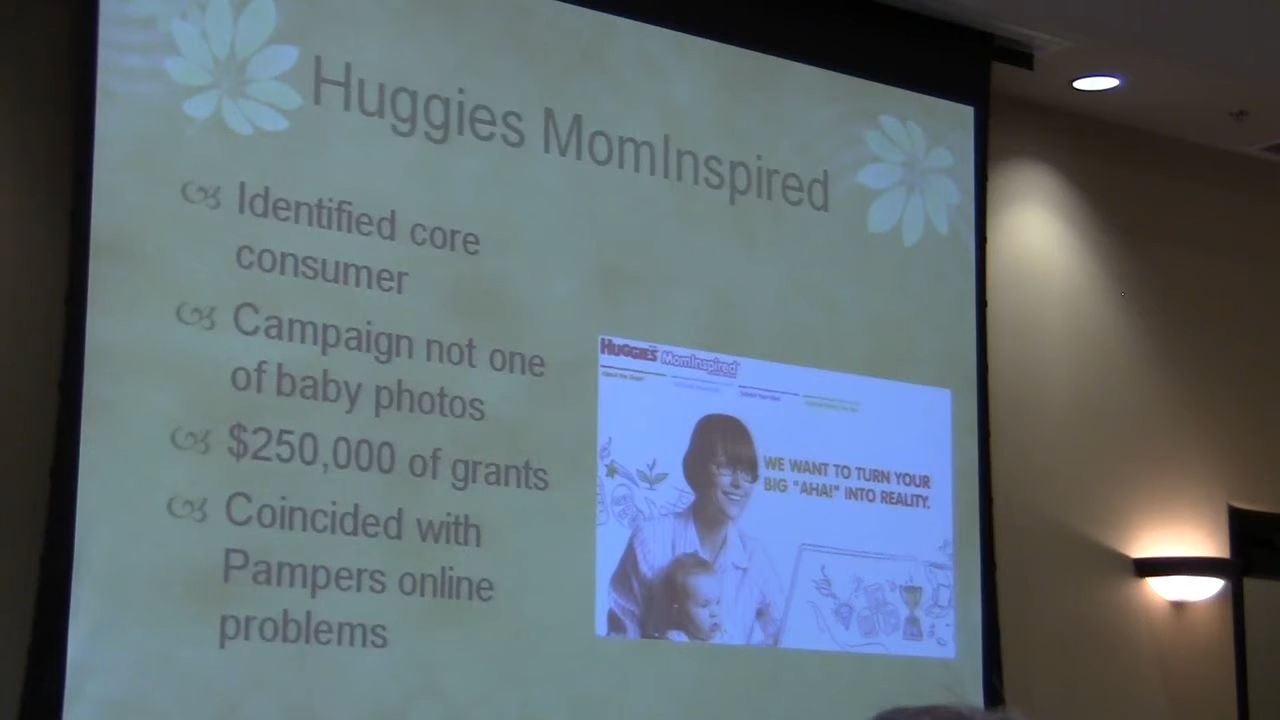 Huggies MomInspired
Identified core
consumer
Campaign not one
of baby photos
$250,000 of grants
Coincided with
Pampers online
problems
HUGGIES MomInspired
WE WANT TO TURN YOUR
BIG "AHA!" INTO REALITY.